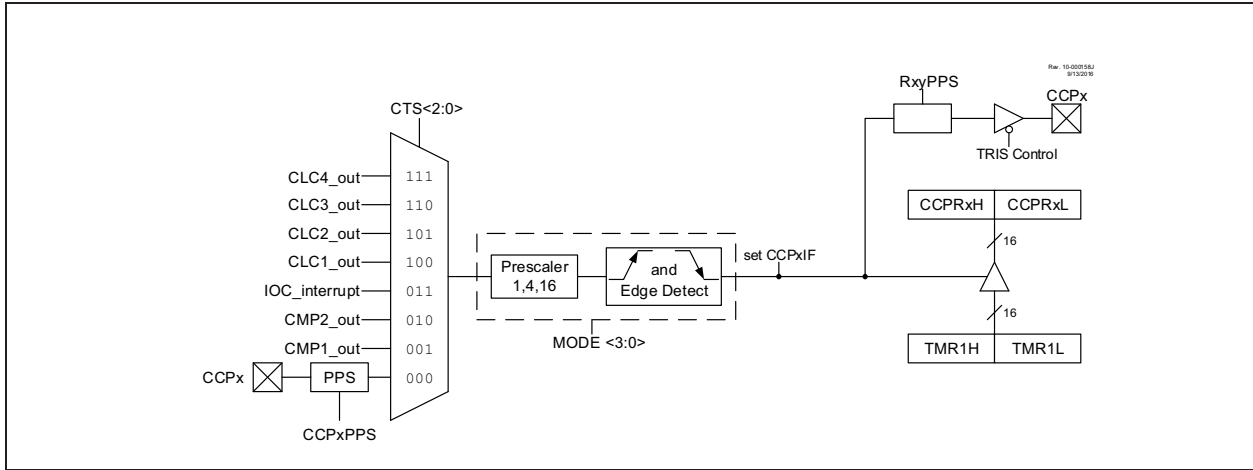 Rev. 10-000158J
9/13/2016
RxyPPS
CCPx
CTS<2:0>
TRIS Control
CLC4_out
111
CLC3_out
110
CCPRxH
CCPRxL
CLC2_out
101
16
set CCPxIF
CLC1_out
100
Prescaler
1,4,16
and
Edge Detect
IOC_interrupt
011
16
CMP2_out
010
MODE <3:0>
CMP1_out
001
TMR1H
TMR1L
CCPx
PPS
000
CCPxPPS